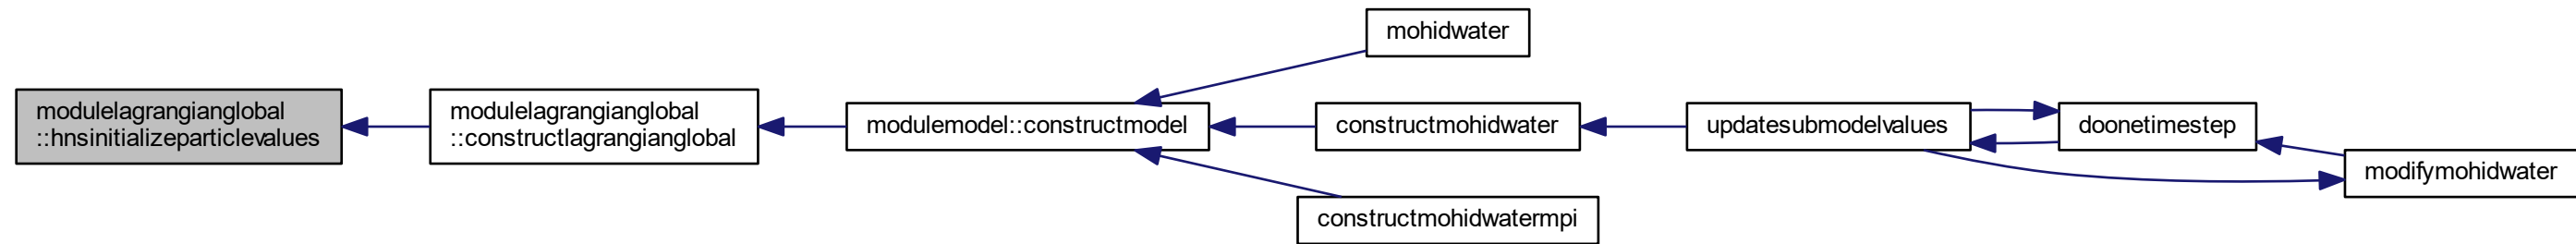 mohidwater
modulelagrangianglobal
::hnsinitializeparticlevalues
modulelagrangianglobal
::constructlagrangianglobal
modulemodel::constructmodel
constructmohidwater
updatesubmodelvalues
doonetimestep
modifymohidwater
constructmohidwatermpi